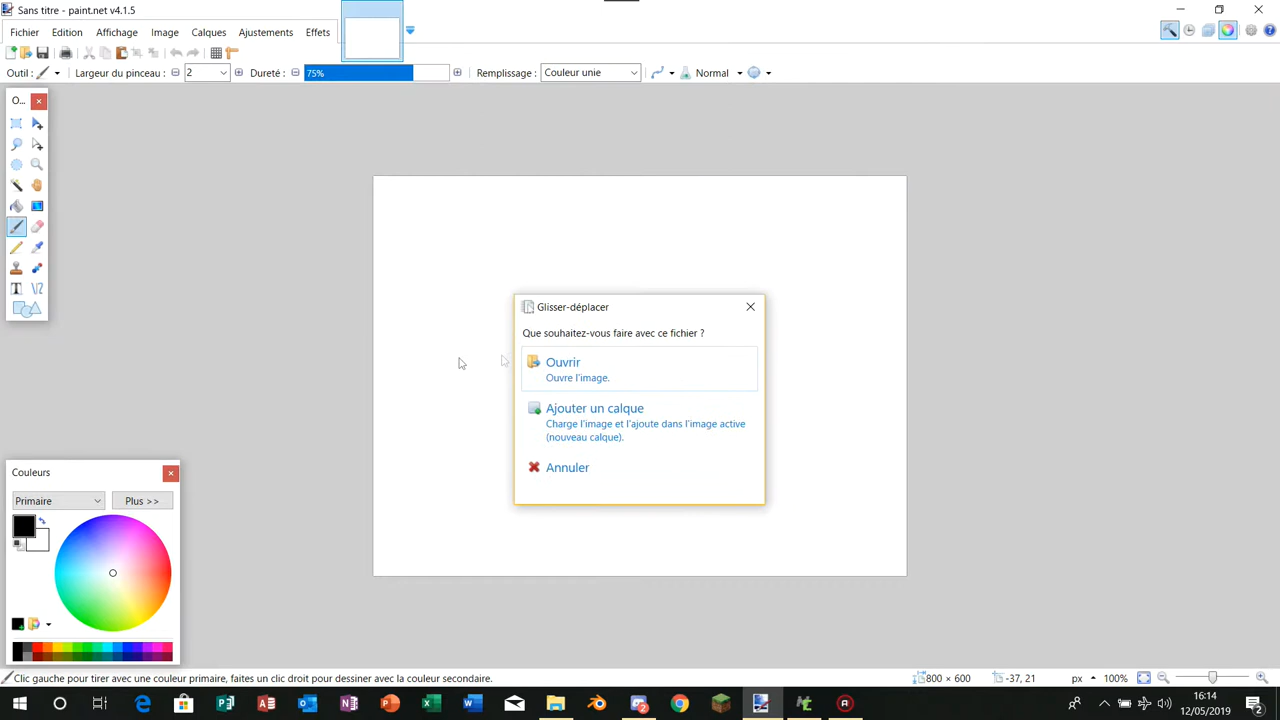 Sans titre - paint.net v4.1.5
Fichier Edition Affichage Image Calques Ajustements Effets
Outil : Largeur du pinceau : 2 Dureté : 75% Remplissage : Couleur unie Normal
O...
Glisser-déplacer
Que souhaitez-vous faire avec ce fichier ?
Ouvrir
Ouvre l'image.
Ajouter un calque
Charge l'image et l'ajoute dans l'image active
(nouveau calque).
Annuler
Couleurs
Primaire Plus >>
Clic gauche pour tirer avec une couleur primaire, faites un clic droit pour dessiner avec la couleur secondaire. 800 × 600 -37, 21 px 100%
16:14
12/05/2019